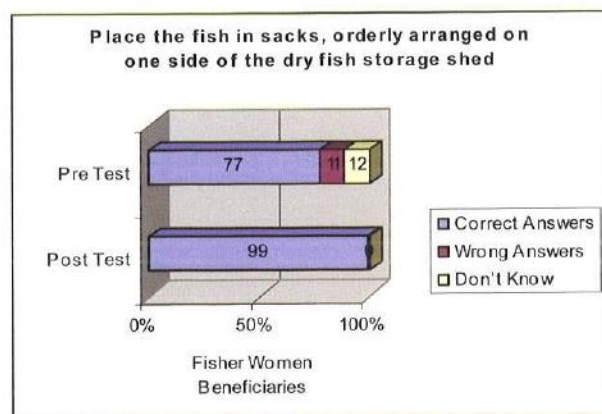 Place the fish in sacks, orderly arranged on
one side of the dry fish storage shed
Pre Test
77
11
12
Post Test
99
Correct Answers
Wrong Answers
Don't Know
0%
50%
100%
Fisher Women
Beneficiaries